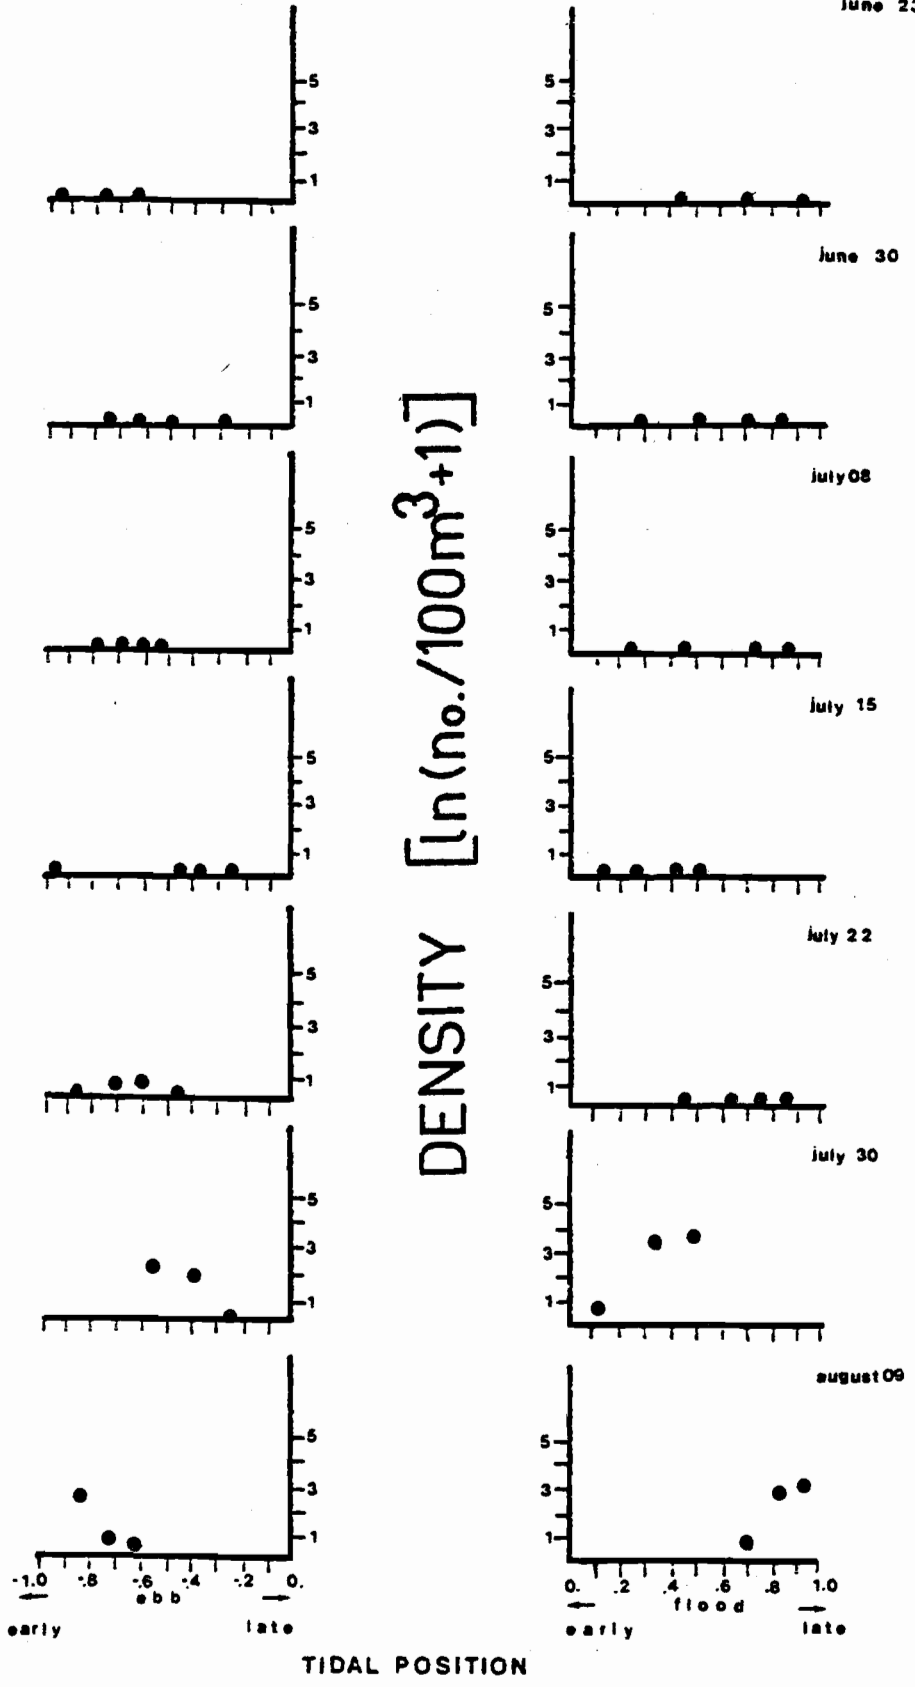 june 23
5 5
3 3
1 1
june 30
5 5
3 3
1 1
july 08
5 5
3 3
1 1
july 15
5 5
3 3
1 1
july 22
5 5
3 3
1 1
july 30
5 5
3 3
1 1
august 09
5 5
3 3
1 1
DENSITY [ln(no./100m³+1)]
-1.0 -.8 -.6 -.4 -.2 0. 0. .2 .4 .6 .8 1.0
ebb flood
early late early late
TIDAL POSITION